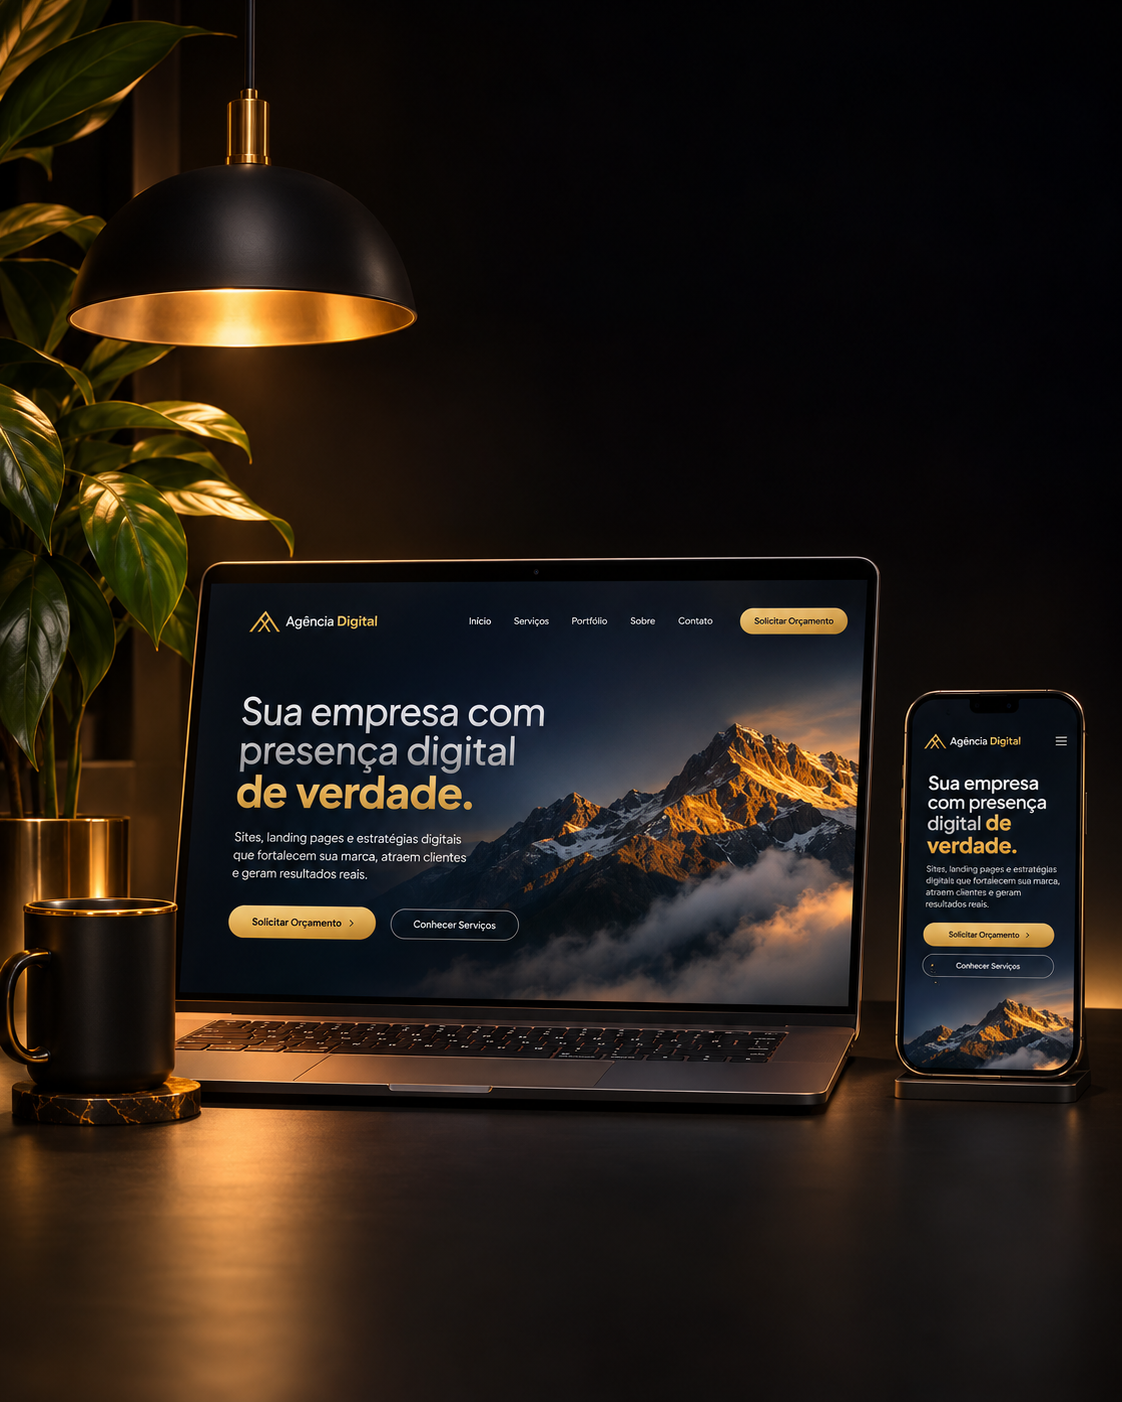 Agência Digital
Início
Serviços
Portfólio
Sobre
Contato
Solicitar Orçamento
Sua empresa com
presença digital
de verdade.
Sites, landing pages e estratégias digitais
que fortalecem sua marca, atraem clientes
e geram resultados reais.
Solicitar Orçamento
Conhecer Serviços
Agência Digital
Sua empresa
com presença
digital de
verdade.
Sites, landing pages e estratégias
digitais que fortalecem sua marca,
atraem clientes e geram
resultados reais.
Solicitar Orçamento
Conhecer Serviços